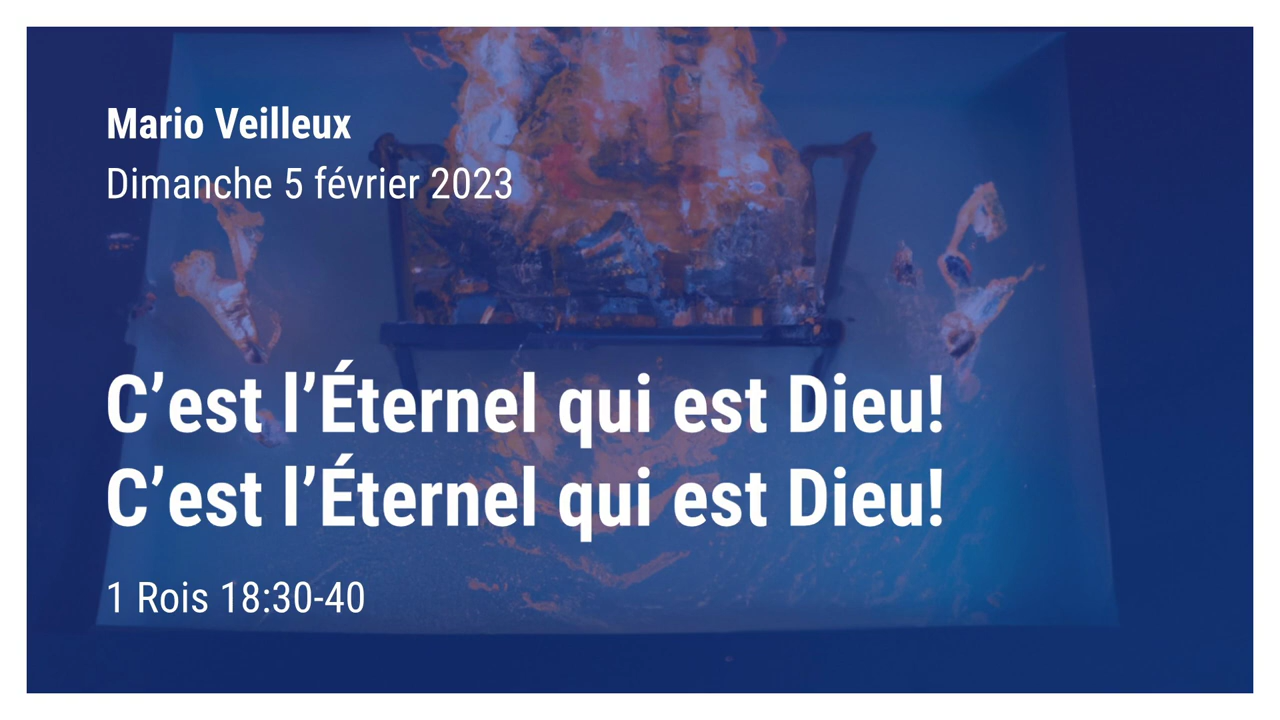 Mario Veilleux
Dimanche 5 février 2023
C’est l’Éternel qui est Dieu!
C’est l’Éternel qui est Dieu!
1 Rois 18:30-40